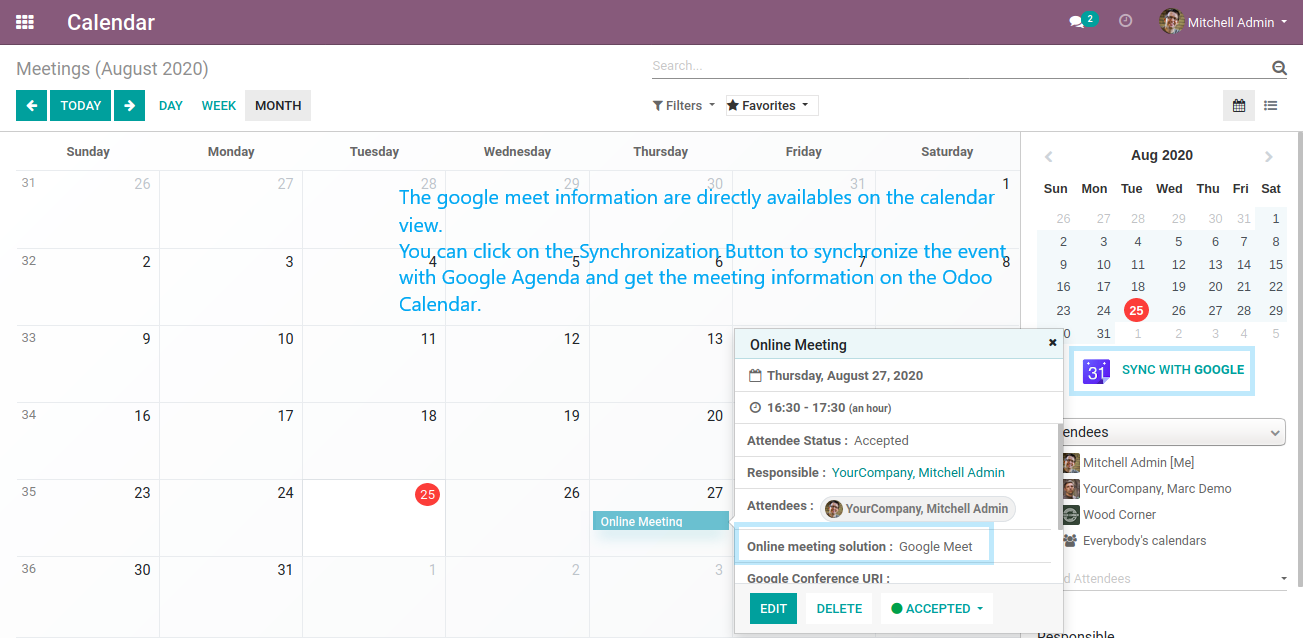 Calendar
2
Mitchell Admin
Meetings (August 2020)
Search...
TODAY DAY WEEK MONTH
Filters Favorites
Sunday Monday Tuesday Wednesday Thursday Friday Saturday
31 26 27 28 29 30 31 1
The google meet information are directly availables on the calendar
view.
You can click on the Synchronization Button to synchronize the event
with Google Agenda and get the meeting information on the Odoo
Calendar.
32 2 3 4 5 6 7 8
33 9 10 11 12 13
34 16 17 18 19 20
35 23 24 25 26 27
Online Meeting
36 30 31 1 2 3
Online Meeting
Thursday, August 27, 2020
16:30 - 17:30 (an hour)
Attendee Status : Accepted
Responsible : YourCompany, Mitchell Admin
Attendees : YourCompany, Mitchell Admin
Online meeting solution : Google Meet
Google Conference URI :
EDIT DELETE ACCEPTED
Aug 2020
Sun Mon Tue Wed Thu Fri Sat
26 27 28 29 30 31 1
2 3 4 5 6 7 8
9 10 11 12 13 14 15
16 17 18 19 20 21 22
23 24 25 26 27 28 29
0 31 1 2 3 4 5
31 SYNC WITH GOOGLE
endees
Mitchell Admin [Me]
YourCompany, Marc Demo
Wood Corner
Everybody's calendars
d Attendees
Responsible